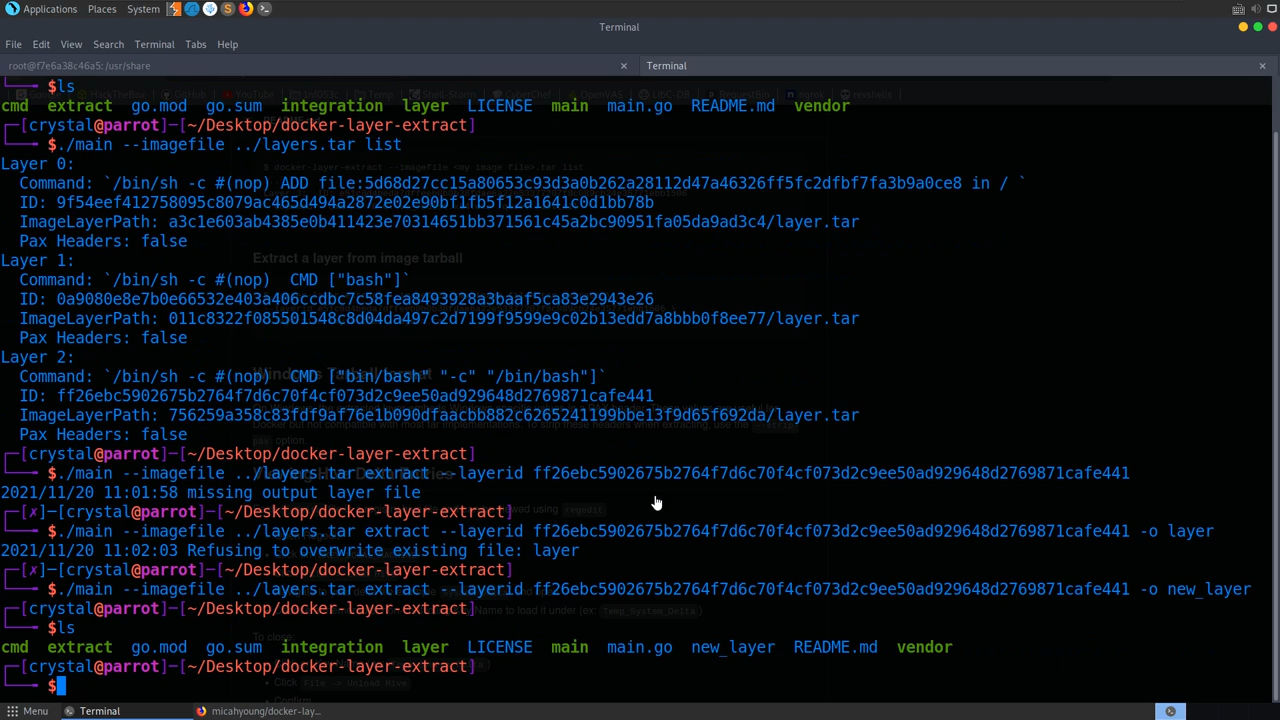 Applications Places System
Terminal
File Edit View Search Terminal Tabs Help
root@f7e6a38c46a5: /usr/share × Terminal ×
└──╼ $ls
cmd extract go.mod go.sum integration layer LICENSE main main.go README.md vendor
┌─[crystal@parrot]─[~/Desktop/docker-layer-extract]
└──╼ $./main --imagefile ../layers.tar list
Layer 0:
Command: `/bin/sh -c #(nop) ADD file:5d68d27cc15a80653c93d3a0b262a28112d47a46326ff5fc2dfbf7fa3b9a0ce8 in / `
ID: 9f54eef412758095c8079ac465d494a2872e02e90bf1fb5f12a1641c0d1bb78b
ImageLayerPath: a3c1e603ab4385e0b411423e70314651bb371561c45a2bc90951fa05da9ad3c4/layer.tar
Pax Headers: false
Layer 1:
Command: `/bin/sh -c #(nop)  CMD ["bash"]`
ID: 0a9080e8e7b0e66532e403a406ccdbc7c58fea8493928a3baaf5ca83e2943e26
ImageLayerPath: 011c8322f085501548c8d04da497c2d7199f9599e9c02b13edd7a8bbb0f8ee77/layer.tar
Pax Headers: false
Layer 2:
Command: `/bin/sh -c #(nop)  CMD ["bin/bash" "-c" "/bin/bash"]`
ID: ff26ebc5902675b2764f7d6c70f4cf073d2c9ee50ad929648d2769871cafe441
ImageLayerPath: 756259a358c83fdf9af76e1b090dfaacbb882c6265241199bbe13f9d65f692da/layer.tar
Pax Headers: false
┌─[crystal@parrot]─[~/Desktop/docker-layer-extract]
└──╼ $./main --imagefile ../layers.tar extract --layerid ff26ebc5902675b2764f7d6c70f4cf073d2c9ee50ad929648d2769871cafe441
2021/11/20 11:01:58 missing output layer file
┌─[✗]─[crystal@parrot]─[~/Desktop/docker-layer-extract]
└──╼ $./main --imagefile ../layers.tar extract --layerid ff26ebc5902675b2764f7d6c70f4cf073d2c9ee50ad929648d2769871cafe441 -o layer
2021/11/20 11:02:03 Refusing to overwrite existing file: layer
┌─[✗]─[crystal@parrot]─[~/Desktop/docker-layer-extract]
└──╼ $./main --imagefile ../layers.tar extract --layerid ff26ebc5902675b2764f7d6c70f4cf073d2c9ee50ad929648d2769871cafe441 -o new_layer
┌─[crystal@parrot]─[~/Desktop/docker-layer-extract]
└──╼ $ls
cmd extract go.mod go.sum integration layer LICENSE main main.go new_layer README.md vendor
┌─[crystal@parrot]─[~/Desktop/docker-layer-extract]
└──╼ $
Menu Terminal micahyoung/docker-lay...